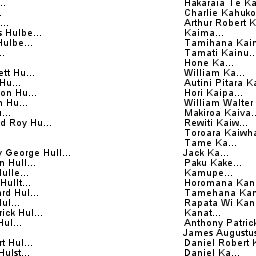 s Hulbe...
Hulbe...
ett Hu...
Hu...
on Hu...
n Hu...
u...
d Roy Hu...
y George Hull...
n Hull...
Hulle...
Hullt...
ard Hul...
Hul...
rick Hul...
Hul...
rt Hul...
Hulst...
Hakaraia Te Ka
Charlie Kahuko
Arthur Robert K
Kaima...
Tamihana Kain
Tamati Kainu...
Hone Ka...
William Ka...
Autini Pitara Ka
Hori Kaipa...
William Walter
Makiroa Kaiva...
Rewiti Kaiw...
Toroara Kaiwha
Tame Ka...
Jack Ka...
Paku Kake...
Kamupe...
Horomana Kan
Tamehana Kan
Rapata Wi Kan
Kanat...
Anthony Patrick
James Augustus
Daniel Robert K
Daniel Ka...